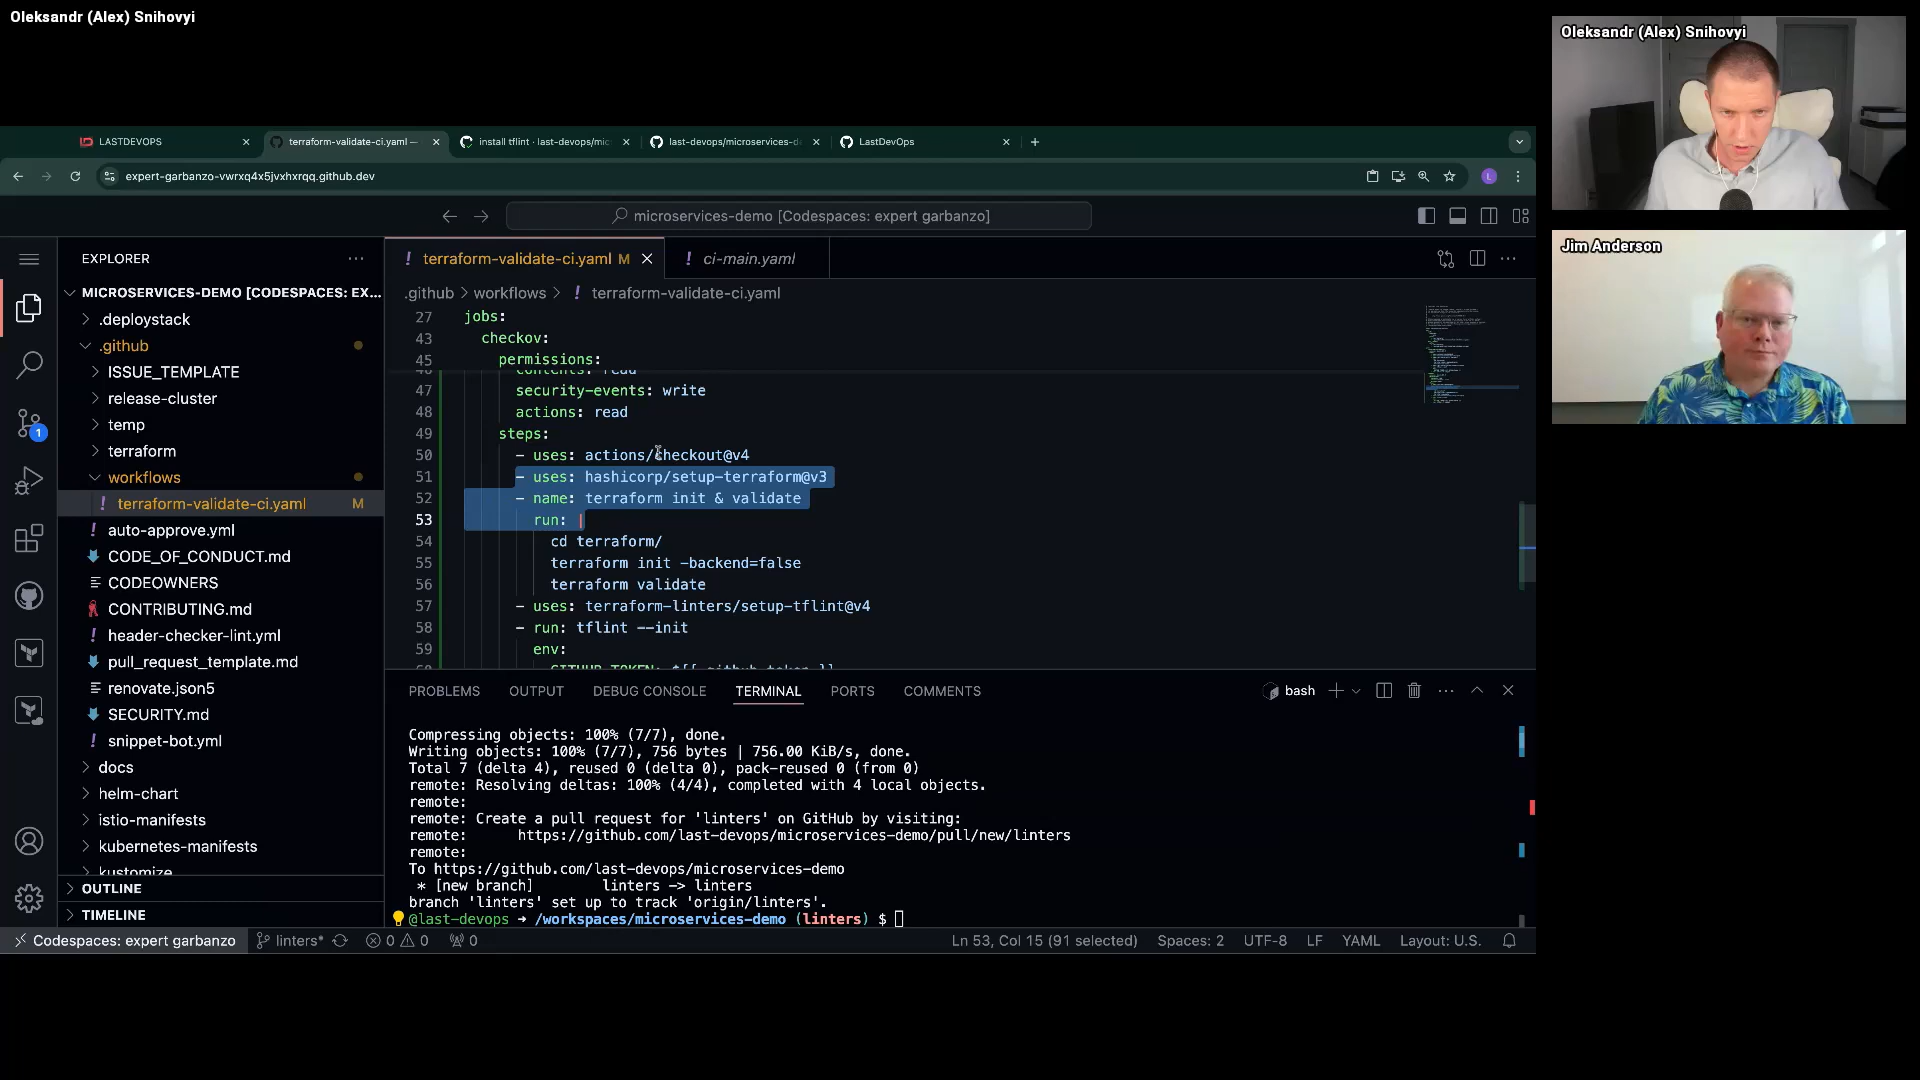 Oleksandr (Alex) Snihovyi
Oleksandr (Alex) Snihovyi
Jim Anderson
LASTDEVOPS
terraform-validate-ci.yaml —
install tflint · last-devops/mic
last-devops/microservices-d
LastDevOps
expert-garbanzo-vwrxq4x5jvxhxrqq.github.dev
L
microservices-demo [Codespaces: expert garbanzo]
EXPLORER
MICROSERVICES-DEMO [CODESPACES: EX...
.deploystack
.github
ISSUE_TEMPLATE
release-cluster
temp
terraform
workflows
terraform-validate-ci.yaml M
auto-approve.yml
CODE_OF_CONDUCT.md
CODEOWNERS
CONTRIBUTING.md
header-checker-lint.yml
pull_request_template.md
renovate.json5
SECURITY.md
snippet-bot.yml
docs
helm-chart
istio-manifests
kubernetes-manifests
kustomize
OUTLINE
TIMELINE
1
! terraform-validate-ci.yaml M
! ci-main.yaml
.github > workflows > ! terraform-validate-ci.yaml
27 jobs:
43 checkov:
45 permissions:
46 contents: read
47 security-events: write
48 actions: read
49 steps:
50 - uses: actions/checkout@v4
51 - uses: hashicorp/setup-terraform@v3
52 - name: terraform init & validate
53 run: |
54 cd terraform/
55 terraform init -backend=false
56 terraform validate
57 - uses: terraform-linters/setup-tflint@v4
58 - run: tflint --init
59 env:
60 GITHUB_TOKEN: ${{ github.token }}
PROBLEMS OUTPUT DEBUG CONSOLE TERMINAL PORTS COMMENTS
bash
Compressing objects: 100% (7/7), done.
Writing objects: 100% (7/7), 756 bytes | 756.00 KiB/s, done.
Total 7 (delta 4), reused 0 (delta 0), pack-reused 0 (from 0)
remote: Resolving deltas: 100% (4/4), completed with 4 local objects.
remote:
remote: Create a pull request for 'linters' on GitHub by visiting:
remote: https://github.com/last-devops/microservices-demo/pull/new/linters
remote:
To https://github.com/last-devops/microservices-demo
* [new branch] linters -> linters
branch 'linters' set up to track 'origin/linters'.
@last-devops → /workspaces/microservices-demo (linters) $
Codespaces: expert garbanzo
linters*
0 0
0
Ln 53, Col 15 (91 selected)
Spaces: 2
UTF-8
LF
YAML
Layout: U.S.